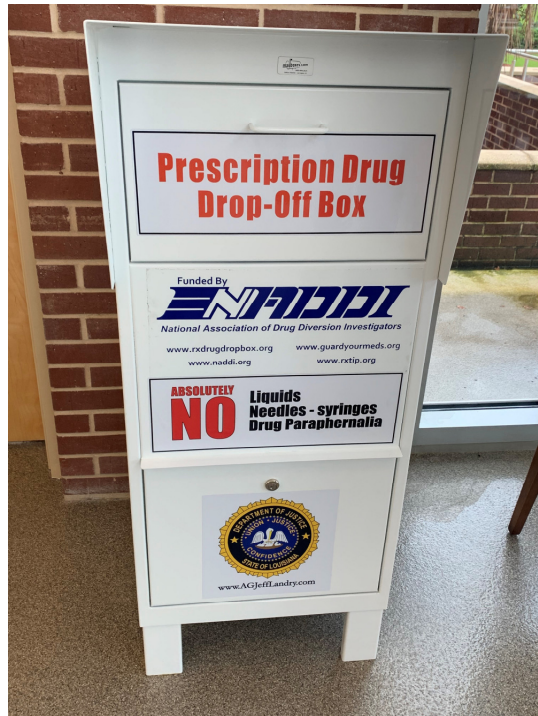 Prescription Drug
Drop-Off Box
Funded By
NADDI
National Association of Drug Diversion Investigators
www.rxdrugdropbox.org www.guardyourmeds.org
www.naddi.org www.rxtip.org
ABSOLUTELY
NO
Liquids
Needles - syringes
Drug Paraphernalia
DEPARTMENT OF JUSTICE
UNION JUSTICE
CONFIDENCE
STATE OF LOUISIANA
www.AGJeffLandry.com